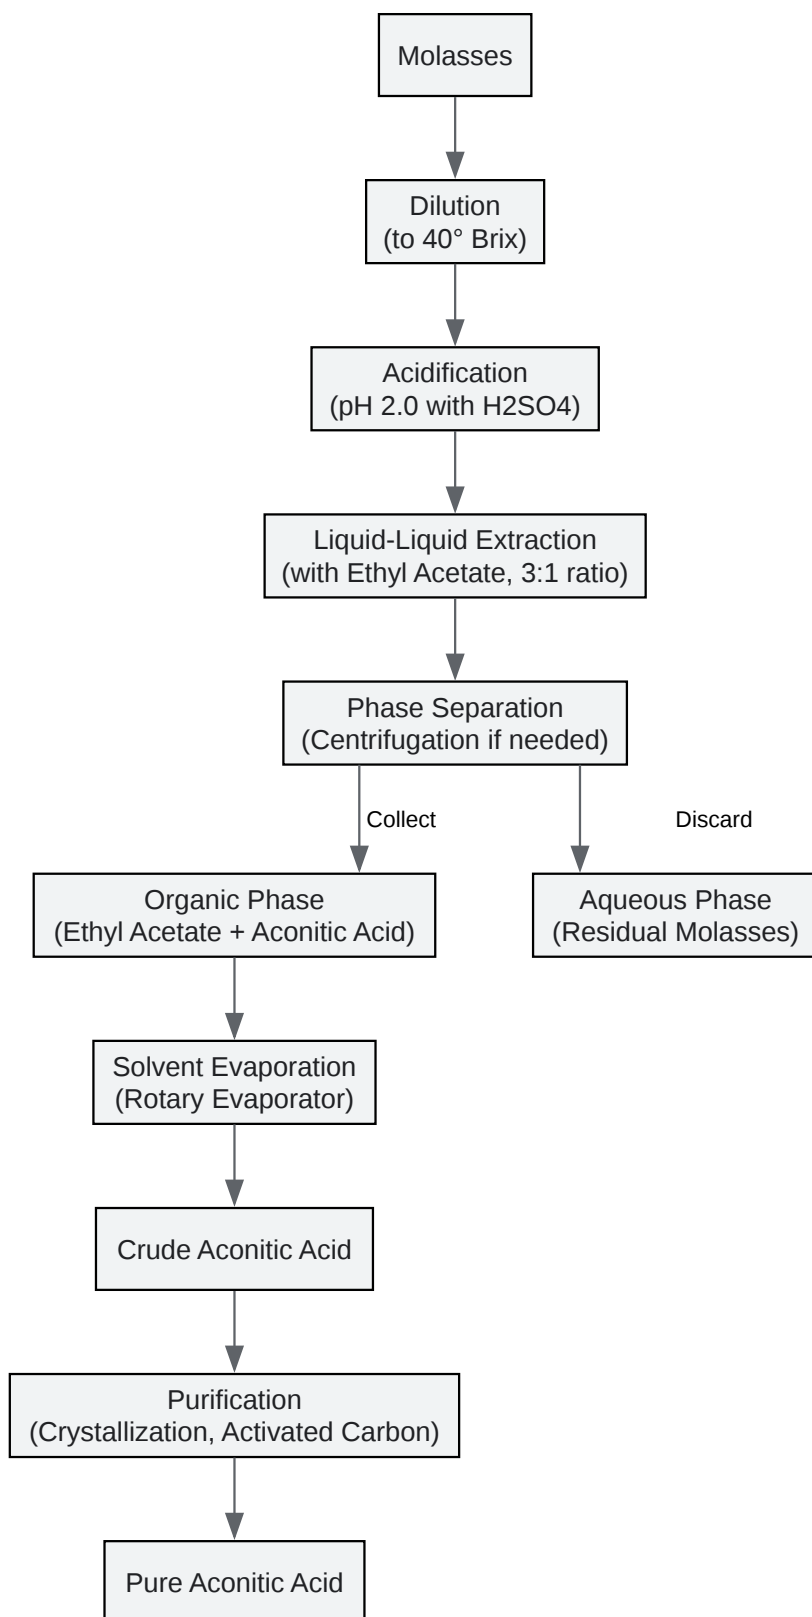 Molasses
Dilution
(to 40° Brix)
Acidification
(pH 2.0 with H2SO4)
Liquid-Liquid Extraction
(with Ethyl Acetate, 3:1 ratio)
Phase Separation
(Centrifugation if needed)
Collect
Discard
Organic Phase
(Ethyl Acetate + Aconitic Acid)
Aqueous Phase
(Residual Molasses)
Solvent Evaporation
(Rotary Evaporator)
Crude Aconitic Acid
Purification
(Crystallization, Activated Carbon)
Pure Aconitic Acid